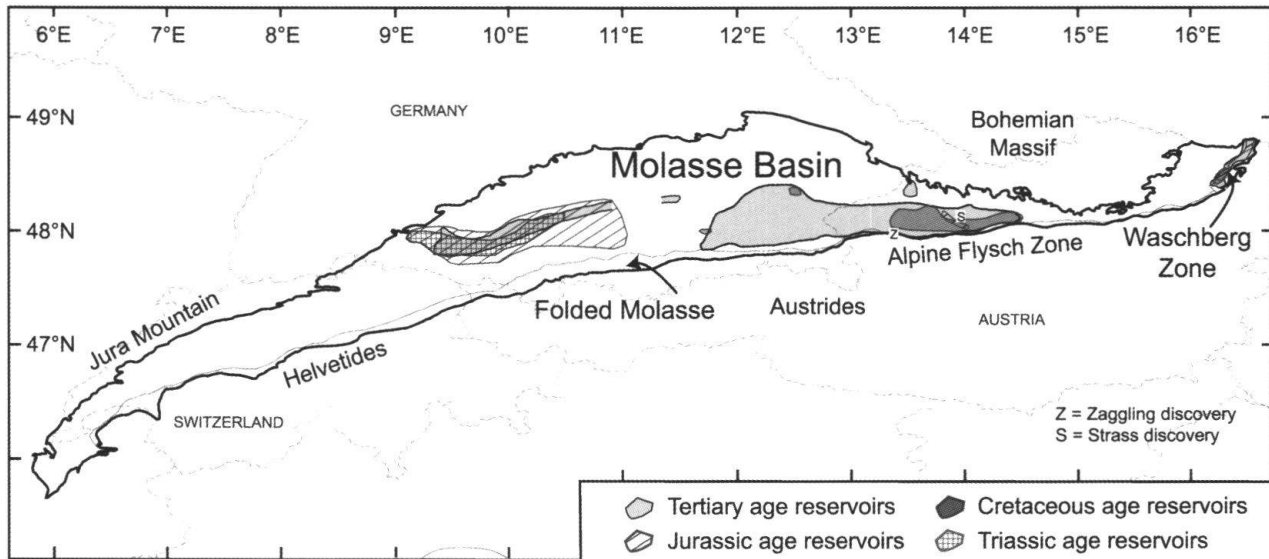 6°E 7°E 8°E 9°E 10°E 11°E 12°E 13°E 14°E 15°E 16°E
49°N
48°N
47°N
GERMANY
Bohemian
Massif
Molasse Basin
S
Z
Alpine Flysch Zone
Waschberg
Zone
Folded Molasse
Austrides
AUSTRIA
Jura Mountain
Helvetides
SWITZERLAND
Z = Zaggling discovery
S = Strass discovery
Tertiary age reservoirs
Cretaceous age reservoirs
Jurassic age reservoirs
Triassic age reservoirs